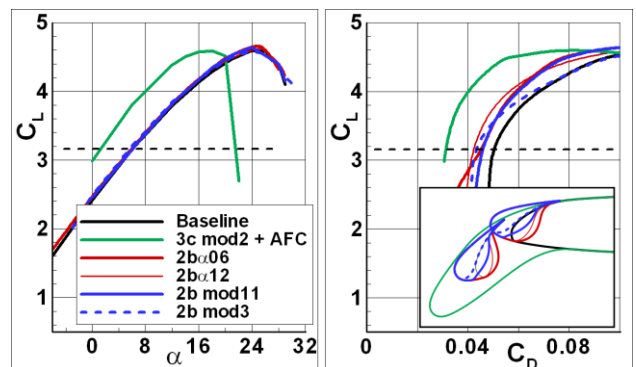 5
4
C_L
3
2
1
0 8 16 24 32
α
Baseline
3c mod2 + AFC
2bα06
2bα12
2b mod11
2b mod3
5
4
C_L
3
2
1
0 0.04 0.08
C_D